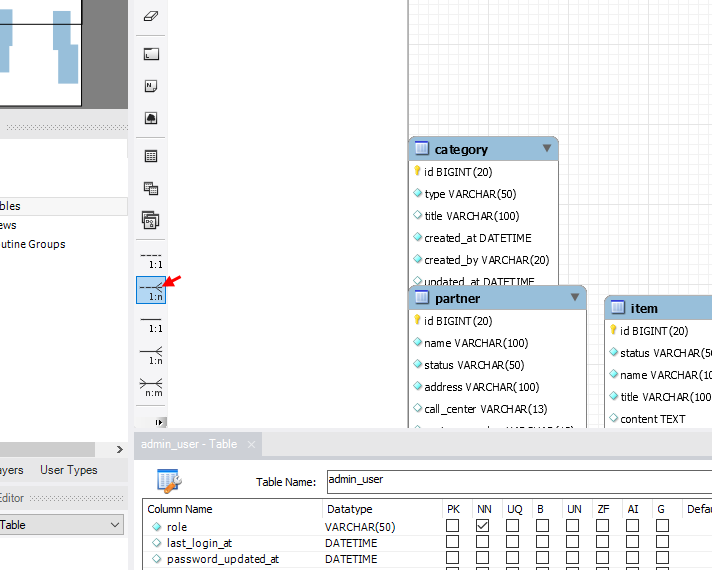 category
id BIGINT(20)
type VARCHAR(50)
title VARCHAR(100)
created_at DATETIME
created_by VARCHAR(20)
updated_at DATETIME
partner
id BIGINT(20)
name VARCHAR(100)
status VARCHAR(50)
address VARCHAR(100)
call_center VARCHAR(13)
item
id BIGINT(20)
status VARCHAR(5
name VARCHAR(10
title VARCHAR(100
content TEXT
bles
ews
utine Groups
1:1
1:n
1:1
1:n
n:m
ayers User Types
Editor
Table
admin_user - Table
Table Name: admin_user
Column Name Datatype PK NN UQ B UN ZF AI G Defau
role VARCHAR(50)
last_login_at DATETIME
password_updated_at DATETIME